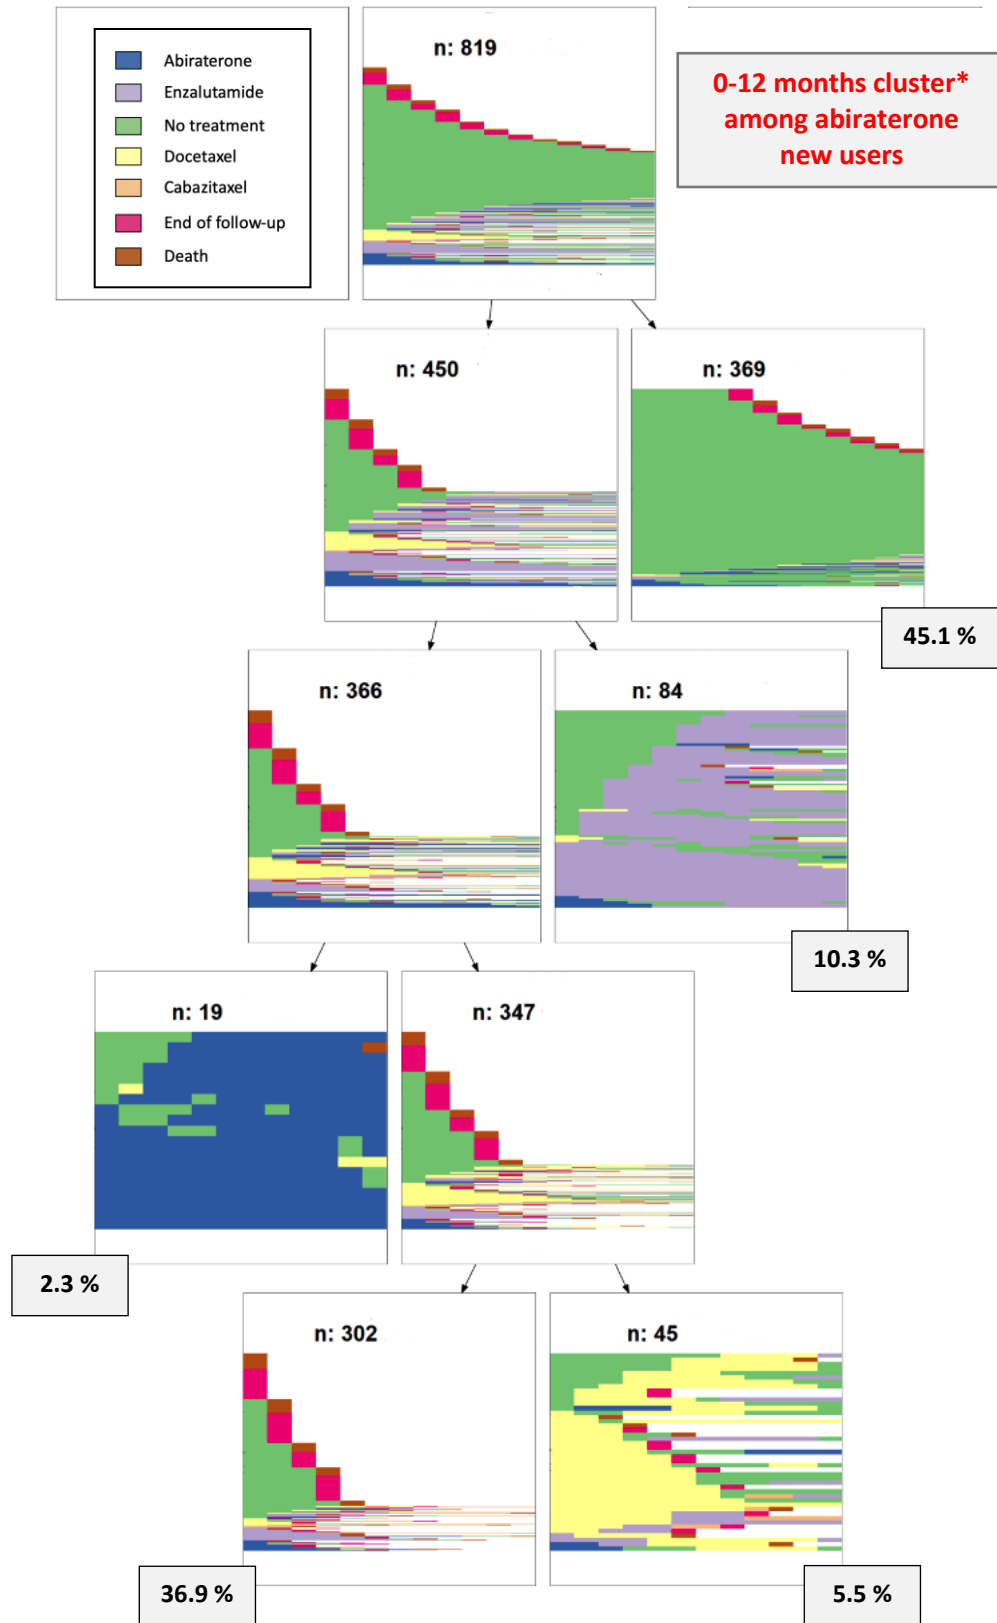 n: 819
Abiraterone
Enzalutamide
No treatment
Docetaxel
Cabazitaxel
End of follow-up
Death
0-12 months cluster*
among abiraterone
new users
n: 450
n: 369
45.1 %
n: 366
n: 84
10.3 %
n: 19
n: 347
2.3 %
n: 302
n: 45
36.9 %
5.5 %